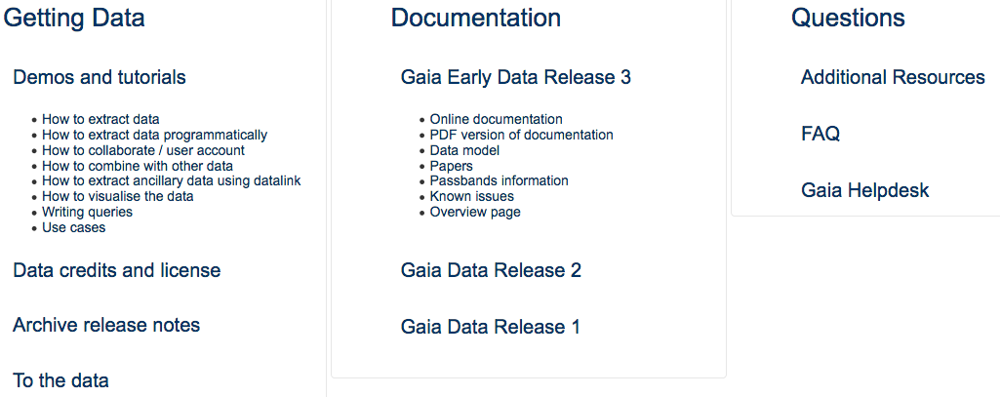 Getting Data
Demos and tutorials
How to extract data
How to extract data programmatically
How to collaborate / user account
How to combine with other data
How to extract ancillary data using datalink
How to visualise the data
Writing queries
Use cases
Data credits and license
Archive release notes
To the data
Documentation
Gaia Early Data Release 3
Online documentation
PDF version of documentation
Data model
Papers
Passbands information
Known issues
Overview page
Gaia Data Release 2
Gaia Data Release 1
Questions
Additional Resources
FAQ
Gaia Helpdesk